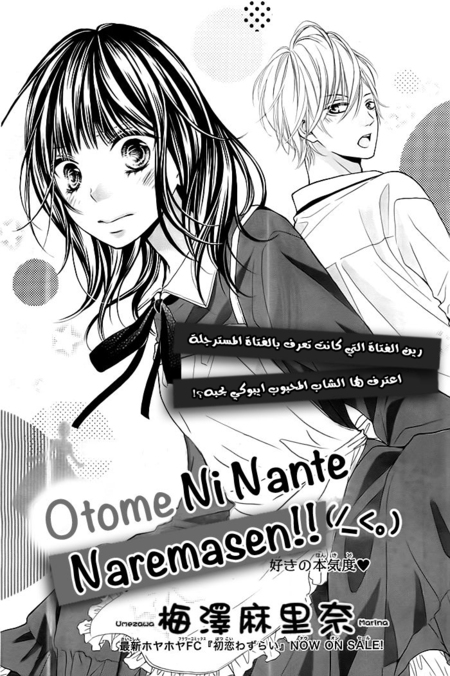 رين الفتاة التي كانت تعرف بالفتاة المسترجلة
اعترف لها الشاب المحبوب ايبوكي بحبه؟!
Otome Ni Nante
Naremasen!! (/_<。)
好きの本気度♥
Umezawa 梅澤麻里奈 Marina
最新ホヤホヤFC『初恋わずらい』NOW ON SALE!